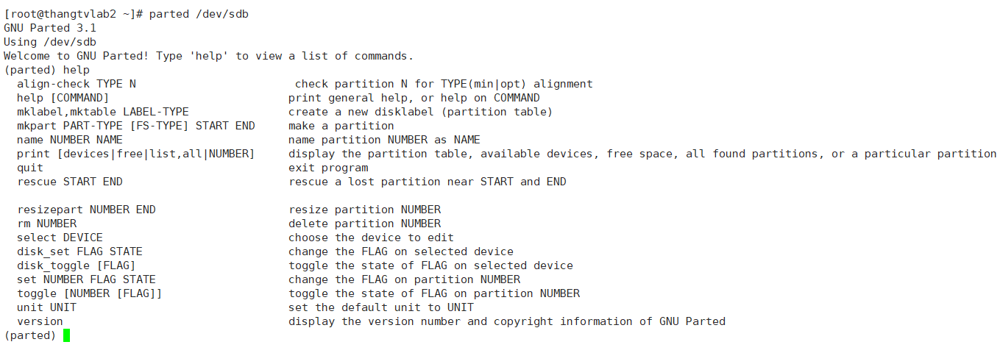 [root@thangtvlab2 ~]# parted /dev/sdb
GNU Parted 3.1
Using /dev/sdb
Welcome to GNU Parted! Type 'help' to view a list of commands.
(parted) help
  align-check TYPE N                        check partition N for TYPE(min|opt) alignment
  help [COMMAND]                           print general help, or help on COMMAND
  mklabel,mktable LABEL-TYPE               create a new disklabel (partition table)
  mkpart PART-TYPE [FS-TYPE] START END     make a partition
  name NUMBER NAME                         name partition NUMBER as NAME
  print [devices|free|list,all|NUMBER]     display the partition table, available devices, free space, all found partitions, or a particular partition
  quit                                     exit program
  rescue START END                         rescue a lost partition near START and END

  resizepart NUMBER END                    resize partition NUMBER
  rm NUMBER                                delete partition NUMBER
  select DEVICE                            choose the device to edit
  disk_set FLAG STATE                      change the FLAG on selected device
  disk_toggle [FLAG]                       toggle the state of FLAG on selected device
  set NUMBER FLAG STATE                    change the FLAG on partition NUMBER
  toggle [NUMBER [FLAG]]                   toggle the state of FLAG on partition NUMBER
  unit UNIT                                set the default unit to UNIT
  version                                  display the version number and copyright information of GNU Parted
(parted)